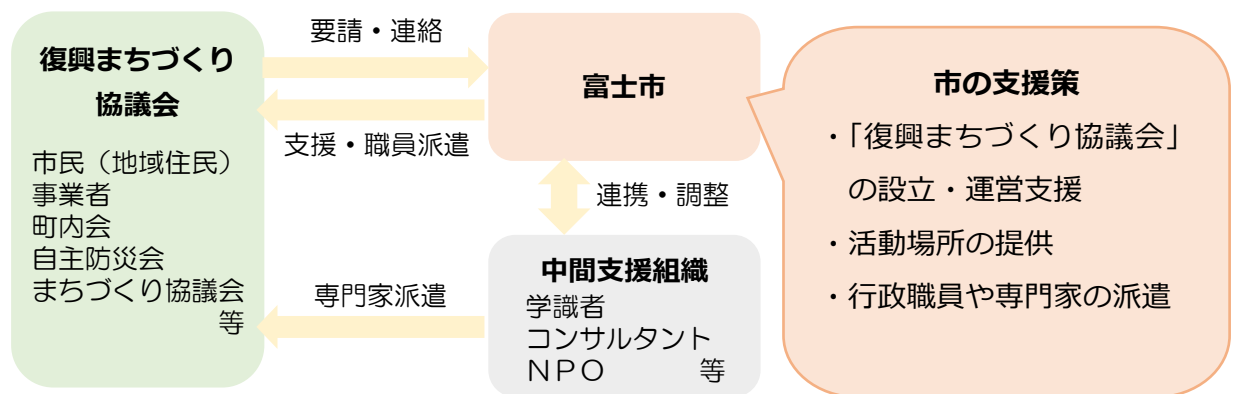 復興まちづくり
協議会
市民（地域住民）
事業者
町内会
自主防災会
まちづくり協議会
等
要請・連絡
支援・職員派遣
専門家派遣
富士市
連携・調整
中間支援組織
学識者
コンサルタント
ＮＰＯ　　　等
市の支援策
・「復興まちづくり協議会」
の設立・運営支援
・活動場所の提供
・行政職員や専門家の派遣